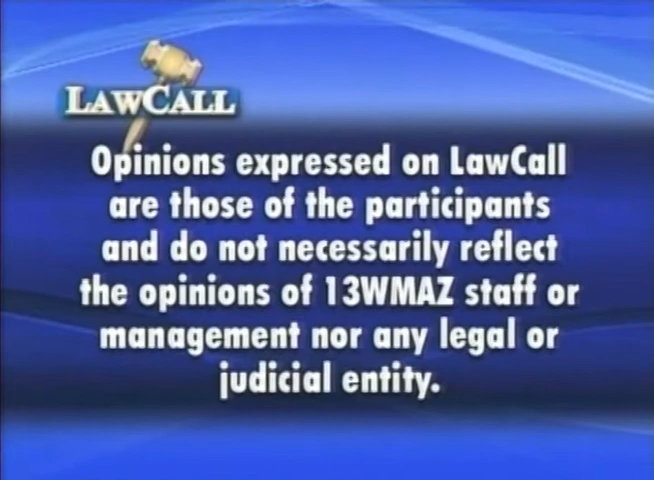 LAWCALL
Opinions expressed on LawCall
are those of the participants
and do not necessarily reflect
the opinions of 13WMAZ staff or
management nor any legal or
judicial entity.